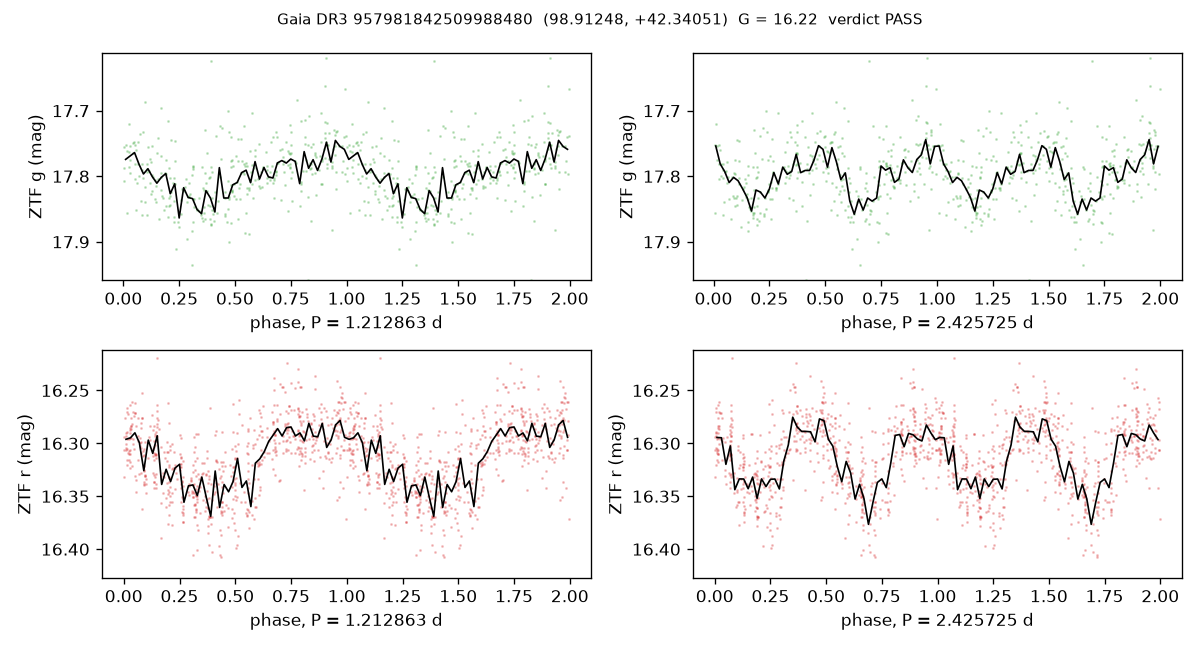 Gaia DR3 957981842509988480 (98.91248, +42.34051) G = 16.22 verdict PASS
ZTF g (mag)
17.7
17.8
17.9
0.00 0.25 0.50 0.75 1.00 1.25 1.50 1.75 2.00
phase, P = 1.212863 d
ZTF g (mag)
17.7
17.8
17.9
0.00 0.25 0.50 0.75 1.00 1.25 1.50 1.75 2.00
phase, P = 2.425725 d
ZTF r (mag)
16.25
16.30
16.35
16.40
0.00 0.25 0.50 0.75 1.00 1.25 1.50 1.75 2.00
phase, P = 1.212863 d
ZTF r (mag)
16.25
16.30
16.35
16.40
0.00 0.25 0.50 0.75 1.00 1.25 1.50 1.75 2.00
phase, P = 2.425725 d